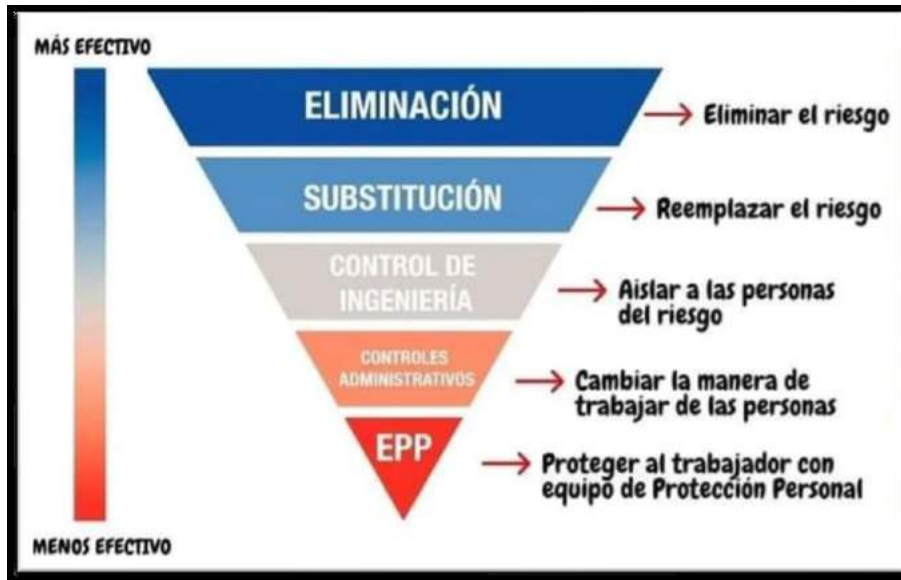 MÁS EFECTIVO
ELIMINACIÓN
Eliminar el riesgo
SUBSTITUCIÓN
Reemplazar el riesgo
CONTROL DE
INGENIERÍA
Aislar a las personas
del riesgo
CONTROLES
ADMINISTRATIVOS
Cambiar la manera de
trabajar de las personas
EPP
Proteger al trabajador con
equipo de Protección Personal
MENOS EFECTIVO